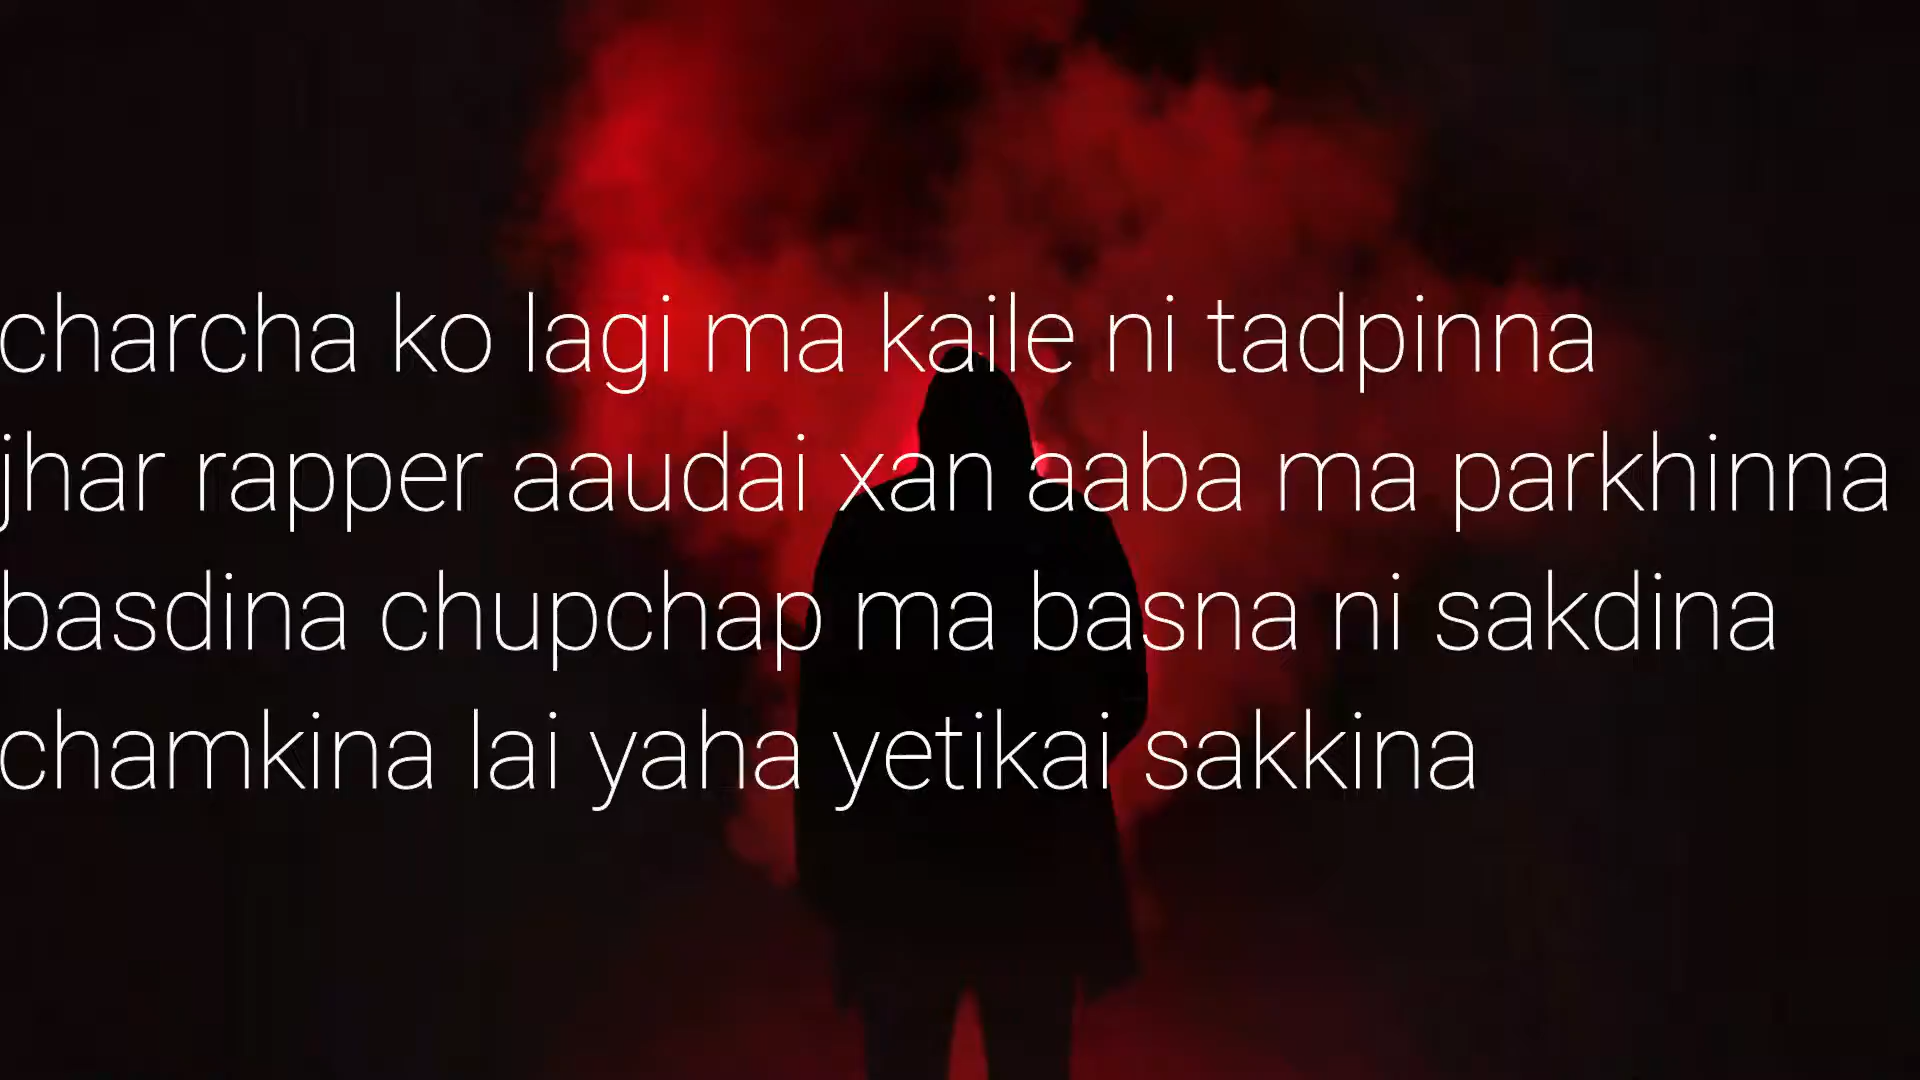 charcha ko lagi ma kaile ni tadpinna
jhar rapper aaudai xan aaba ma parkhinna
basdina chupchap ma basna ni sakdina
chamkina lai yaha yetikai sakkina